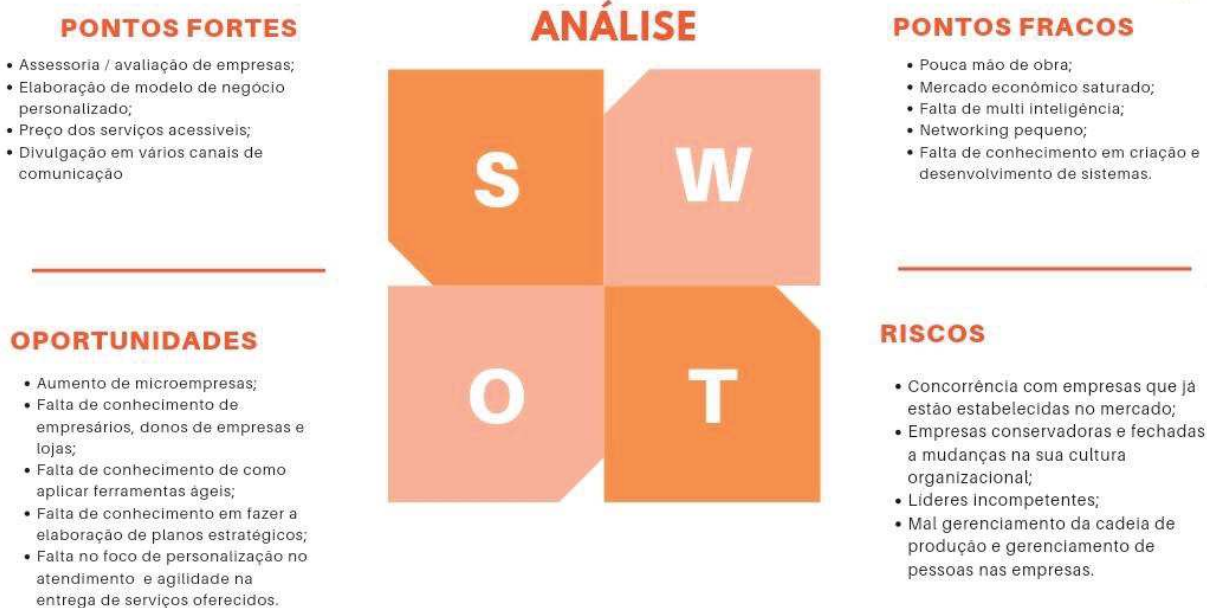 ANÁLISE
PONTOS FORTES
• Assessoria / avaliação de empresas;
• Elaboração de modelo de negócio
personalizado;
• Preço dos serviços acessíveis;
• Divulgação em vários canais de
comunicação
PONTOS FRACOS
• Pouca mão de obra;
• Mercado econômico saturado;
• Falta de multi inteligência;
• Networking pequeno;
• Falta de conhecimento em criação e
desenvolvimento de sistemas.
S
W
O
T
OPORTUNIDADES
• Aumento de microempresas;
• Falta de conhecimento de
empresários, donos de empresas e
lojas;
• Falta de conhecimento de como
aplicar ferramentas ágeis;
• Falta de conhecimento em fazer a
elaboração de planos estratégicos;
• Falta no foco de personalização no
atendimento e agilidade na
entrega de serviços oferecidos.
RISCOS
• Concorrência com empresas que já
estão estabelecidas no mercado;
• Empresas conservadoras e fechadas
a mudanças na sua cultura
organizacional;
• Líderes incompetentes;
• Mal gerenciamento da cadeia de
produção e gerenciamento de
pessoas nas empresas.